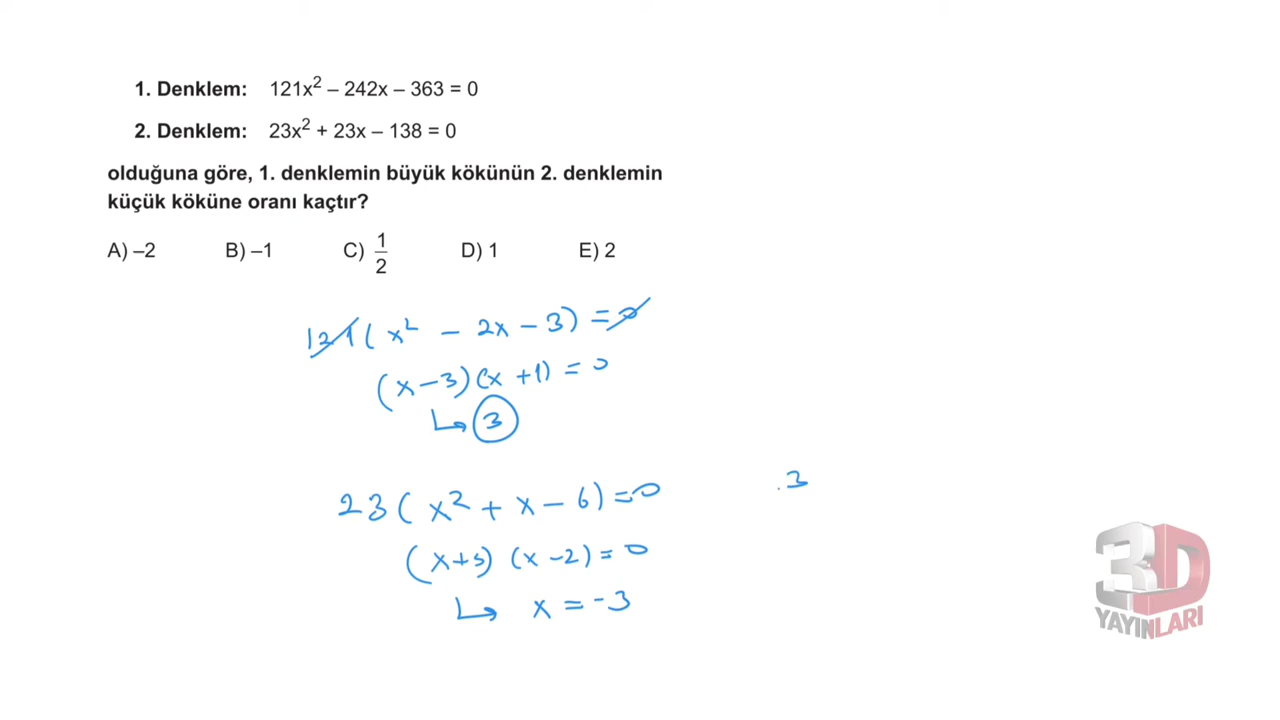 1. Denklem: 121x² – 242x – 363 = 0
2. Denklem: 23x² + 23x – 138 = 0
olduğuna göre, 1. denklemin büyük kökünün 2. denklemin
küçük köküne oranı kaçtır?
A) –2 B) –1 C) 1/2 D) 1 E) 2
121 (x² – 2x – 3) = 0
(x – 3) (x + 1) = 0
↳ 3
23 (x² + x – 6) = 0
3
(x + 3) (x – 2) = 0
↳ x = –3
3D
YAYINLARI